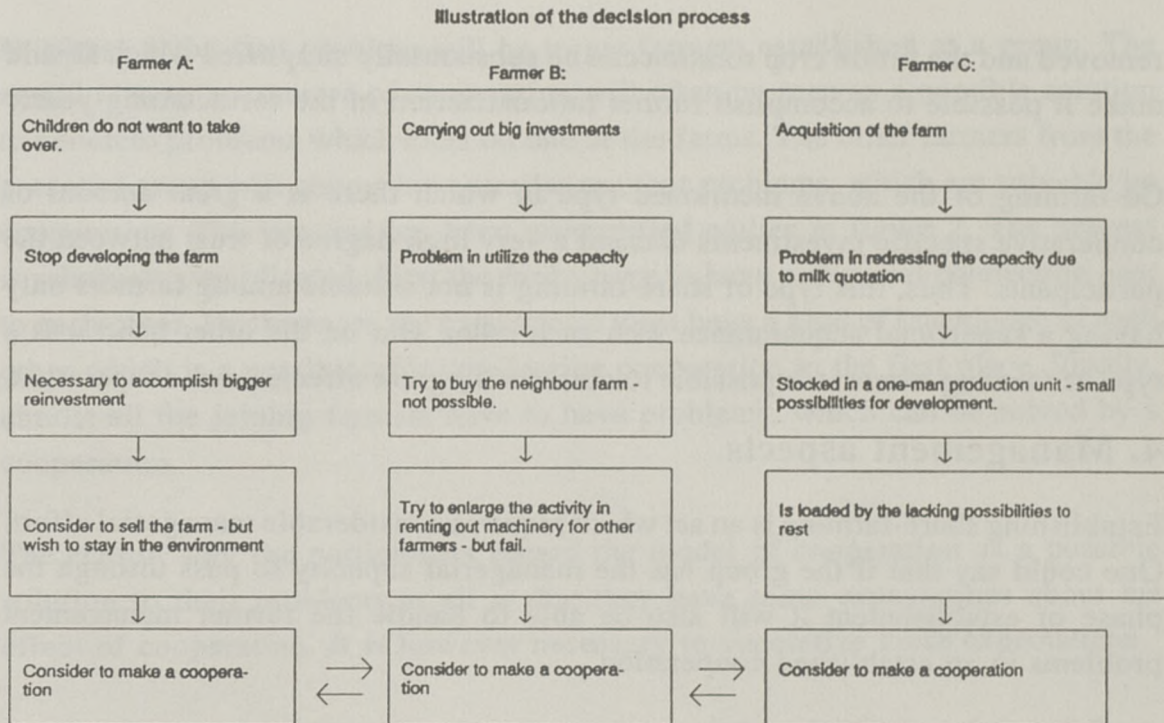 Illustration of the decision process
Farmer A:
Children do not want to take
over.
Stop developing the farm
Necessary to accomplish bigger
reinvestment
Consider to sell the farm - but
wish to stay in the environment
Consider to make a coopera-
tion
Farmer B:
Carrying out big investments
Problem in utilize the capacity
Try to buy the neighbour farm -
not possible.
Try to enlarge the activity in
renting out machinery for other
farmers - but fail.
Consider to make a coopera-
tion
Farmer C:
Acquisition of the farm
Problem in redressing the capacity due
to milk quotation
Stocked in a one-man production unit - small
possibilities for development.
Is loaded by the lacking possibilities to
rest
Consider to make a cooperation